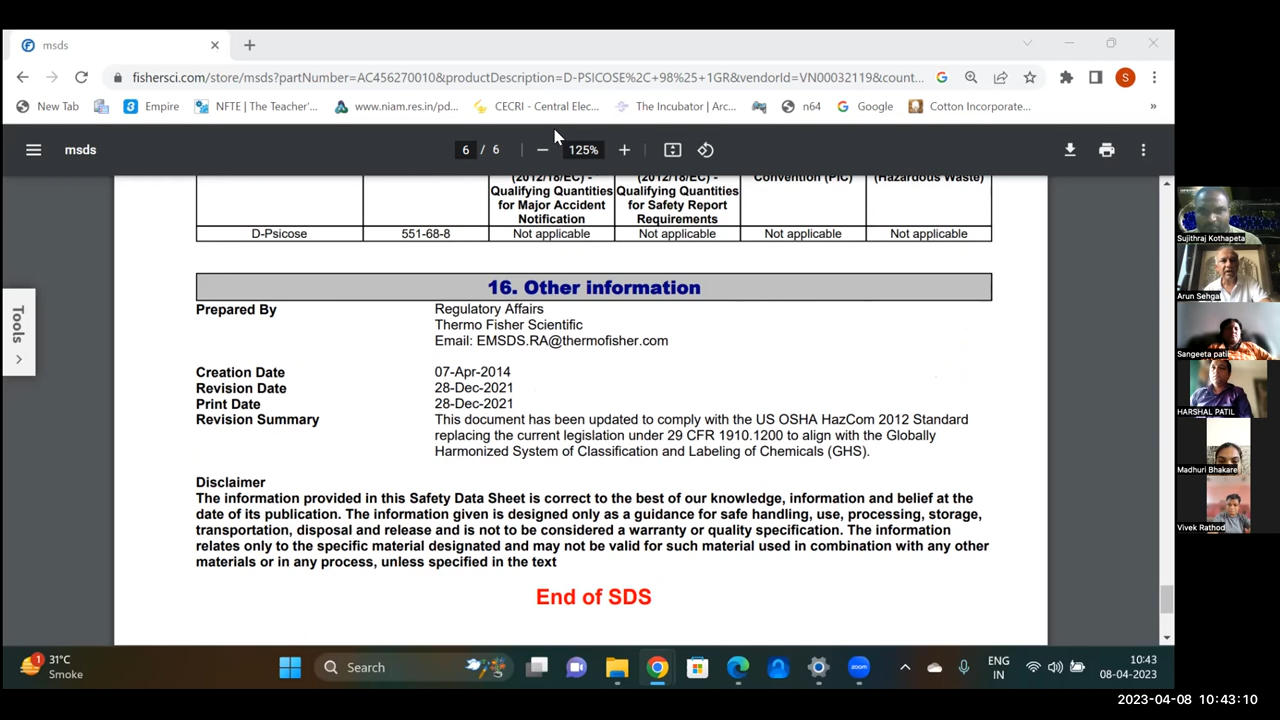 msds
fishersci.com/store/msds?partNumber=AC456270010&productDescription=D-PSICOSE%2C+98%25+1GR&vendorId=VN00032119&count...
New Tab
Empire
NFTE | The Teacher'...
www.niam.res.in/pd...
CECRI - Central Elec...
The Incubator | Arc...
n64
Google
Cotton Incorporate...
»
msds
6 / 6
125%
(2012/18/EC) - (2012/18/EC) - Convention (PIC) (Hazardous Waste)
Qualifying Quantities Qualifying Quantities
for Major Accident for Safety Report
Notification Requirements
D-Psicose 551-68-8 Not applicable Not applicable Not applicable Not applicable
Tools
16. Other information
Prepared By Regulatory Affairs
Thermo Fisher Scientific
Email: EMSDS.RA@thermofisher.com
Creation Date 07-Apr-2014
Revision Date 28-Dec-2021
Print Date 28-Dec-2021
Revision Summary This document has been updated to comply with the US OSHA HazCom 2012 Standard
replacing the current legislation under 29 CFR 1910.1200 to align with the Globally
Harmonized System of Classification and Labeling of Chemicals (GHS).
Disclaimer
The information provided in this Safety Data Sheet is correct to the best of our knowledge, information and belief at the
date of its publication. The information given is designed only as a guidance for safe handling, use, processing, storage,
transportation, disposal and release and is not to be considered a warranty or quality specification. The information
relates only to the specific material designated and may not be valid for such material used in combination with any other
materials or in any process, unless specified in the text
End of SDS
Sujithraj Kothapeta
Arun Sehgal
Sangeeta patil
HARSHAL PATIL
Madhuri Bhakare
Vivek Rathod
1
31°C
Smoke
Search
zoom
ENG
IN
10:43
08-04-2023
S
2023-04-08 10:43:10